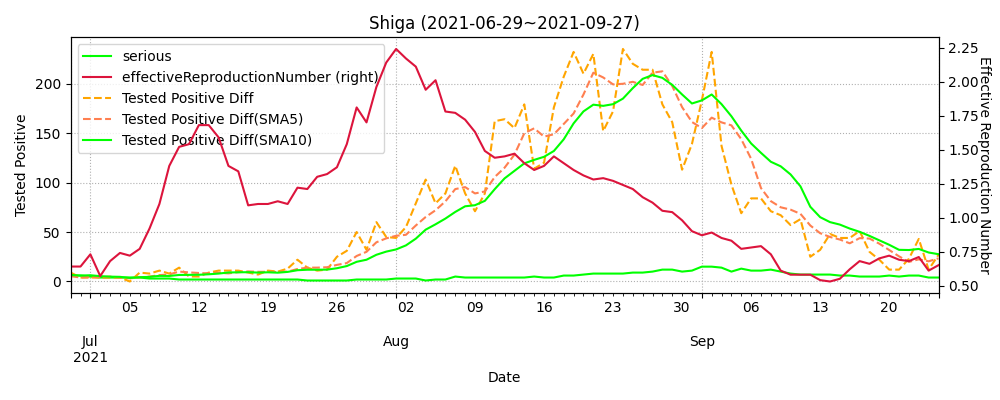 Shiga (2021-06-29~2021-09-27)
serious
effectiveReproductionNumber (right)
Tested Positive Diff
Tested Positive Diff(SMA5)
Tested Positive Diff(SMA10)
Tested Positive
200
150
100
50
0
2.25
2.00
1.75
1.50
1.25
1.00
0.75
0.50
Effective Reproduction Number
05 12 19 26 02 09 16 23 30 06 13 20
Jul Aug Sep
2021
Date